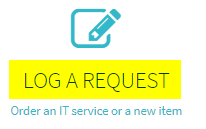 LOG A REQUEST
Order an IT service or a new item